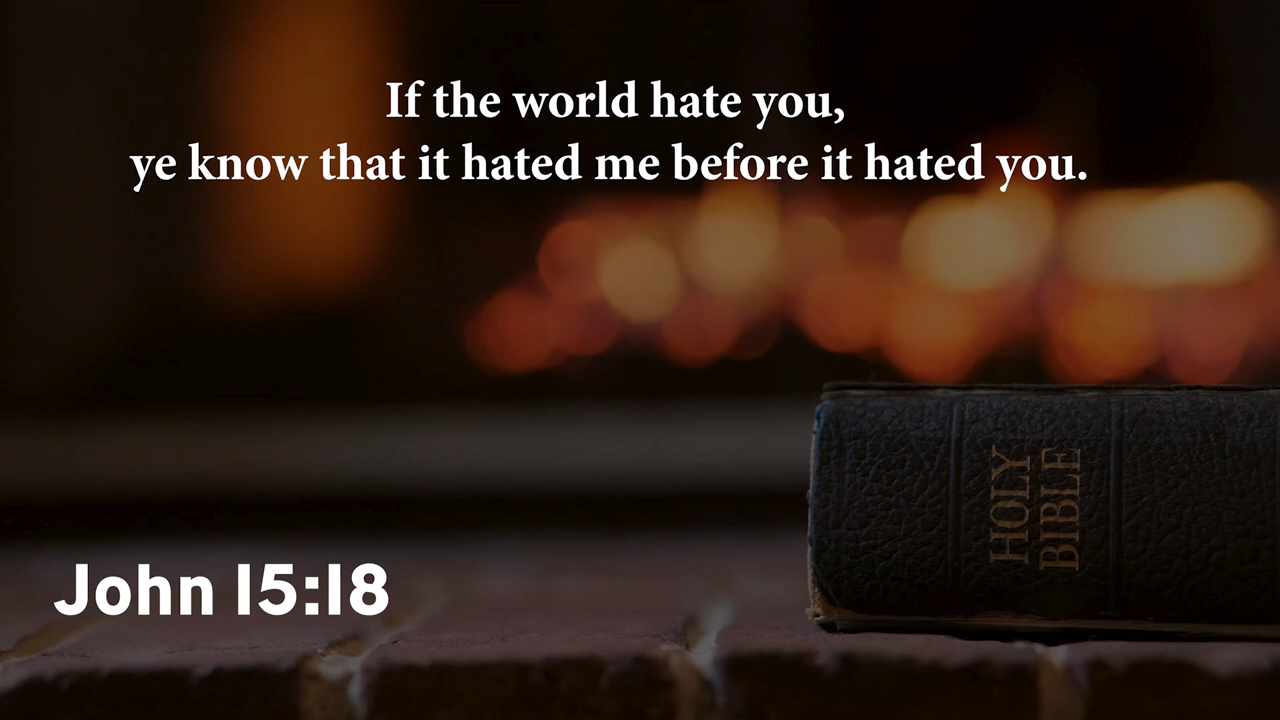 If the world hate you,
ye know that it hated me before it hated you.
HOLY
BIBLE
John 15:18